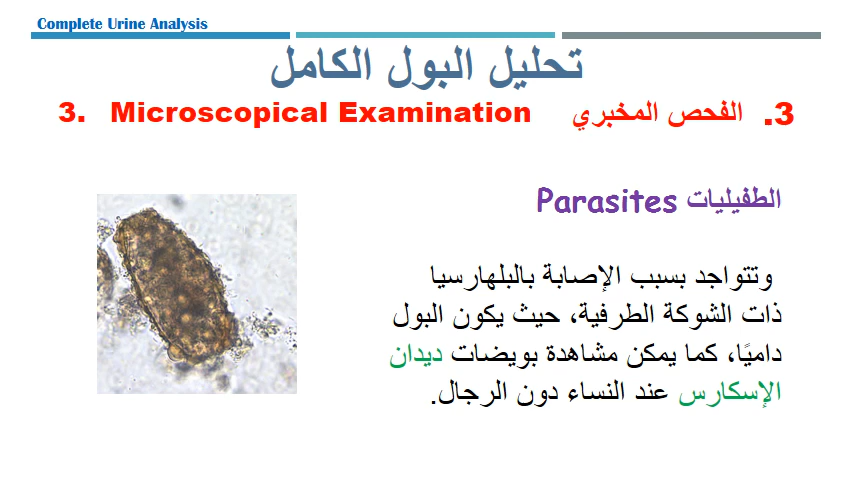 Complete Urine Analysis
تحليل البول الكامل
3. Microscopical Examination
3. الفحص المخبري
الطفيليات Parasites
وتتواجد بسبب الإصابة بالبلهارسيا
ذات الشوكة الطرفية، حيث يكون البول
داميًا، كما يمكن مشاهدة بويضات ديدان
الإسكارس عند النساء دون الرجال.